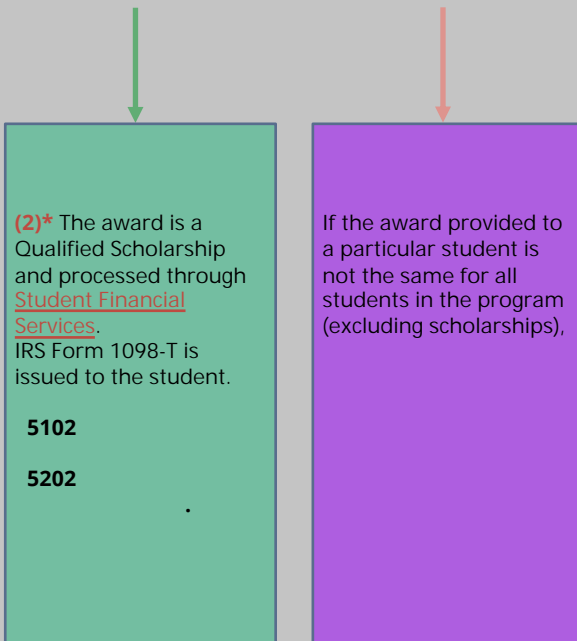 (2)* The award is a
Qualified Scholarship
and processed through
Student Financial
Services.
IRS Form 1098-T is
issued to the student.
5102
5202
.
If the award provided to
a particular student is
not the same for all
students in the program
(excluding scholarships),